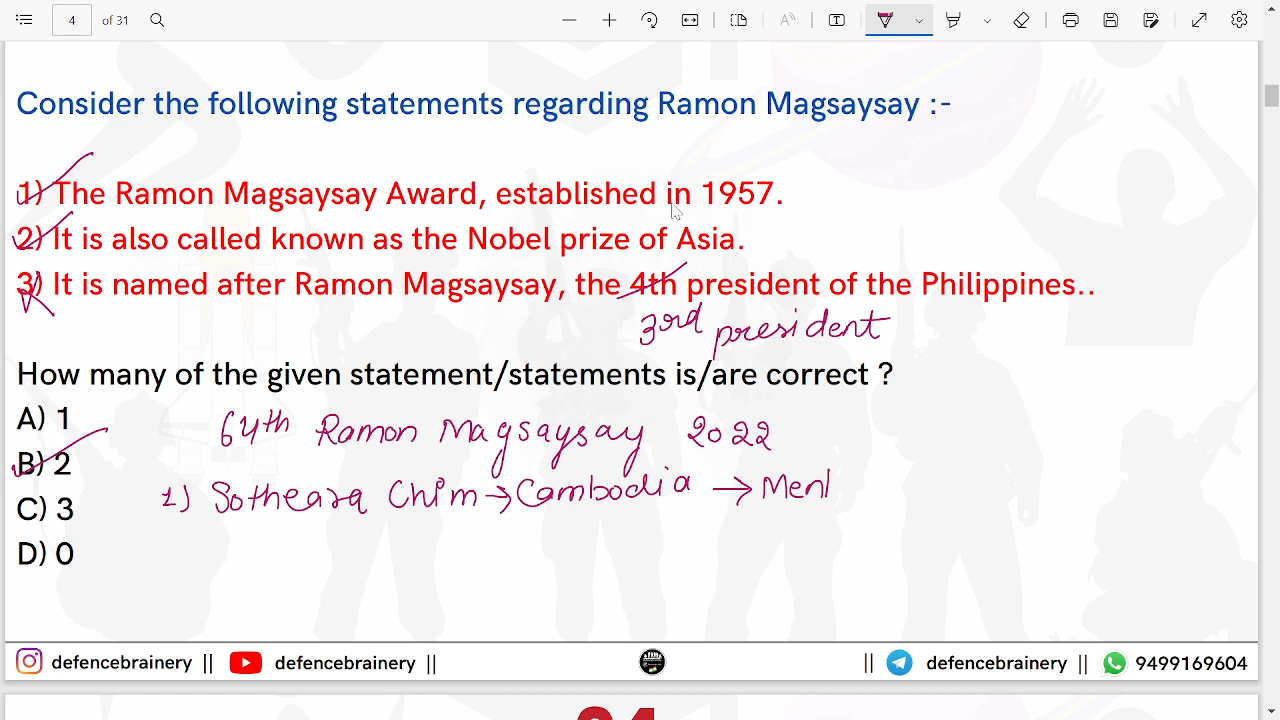 4 of 31
Consider the following statements regarding Ramon Magsaysay :-
1) The Ramon Magsaysay Award, established in 1957.
2) It is also called known as the Nobel prize of Asia.
3) It is named after Ramon Magsaysay, the 4th president of the Philippines..
3rd president
How many of the given statement/statements is/are correct ?
A) 1
64th Ramon Magsaysay 2022
B) 2
1) Sotheara Chim → Cambodia → Men
C) 3
D) 0
defencebrainery || defencebrainery || || defencebrainery || 9499169604